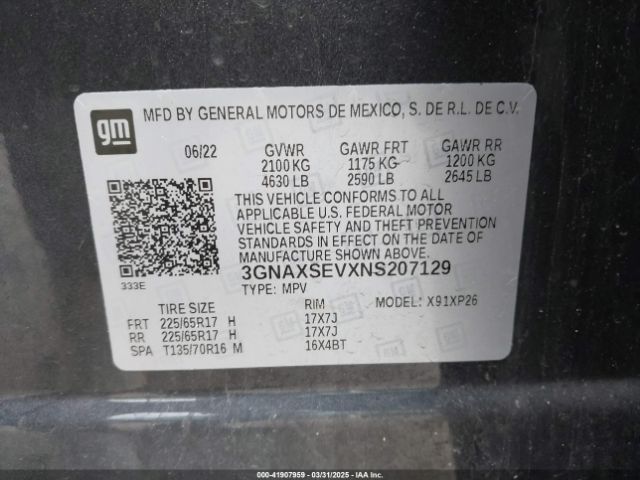 gm
MFD BY GENERAL MOTORS DE MEXICO, S. DE R.L. DE C.V.
06/22 GVWR GAWR FRT GAWR RR
2100 KG 1175 KG 1200 KG
4630 LB 2590 LB 2645 LB
THIS VEHICLE CONFORMS TO ALL
APPLICABLE U.S. FEDERAL MOTOR
VEHICLE SAFETY AND THEFT PREVENTION
STANDARDS IN EFFECT ON THE DATE
OF MANUFACTURE SHOWN ABOVE.
333E 3GNAXSEVXNS207129
TYPE: MPV
TIRE SIZE RIM MODEL: X91XP26
FRT 225/65R17 H 17X7J
RR 225/65R17 H 17X7J
SPA T135/70R16 M 16X4BT
© - 41907959 - 03/31/2025 - IAAI.COM